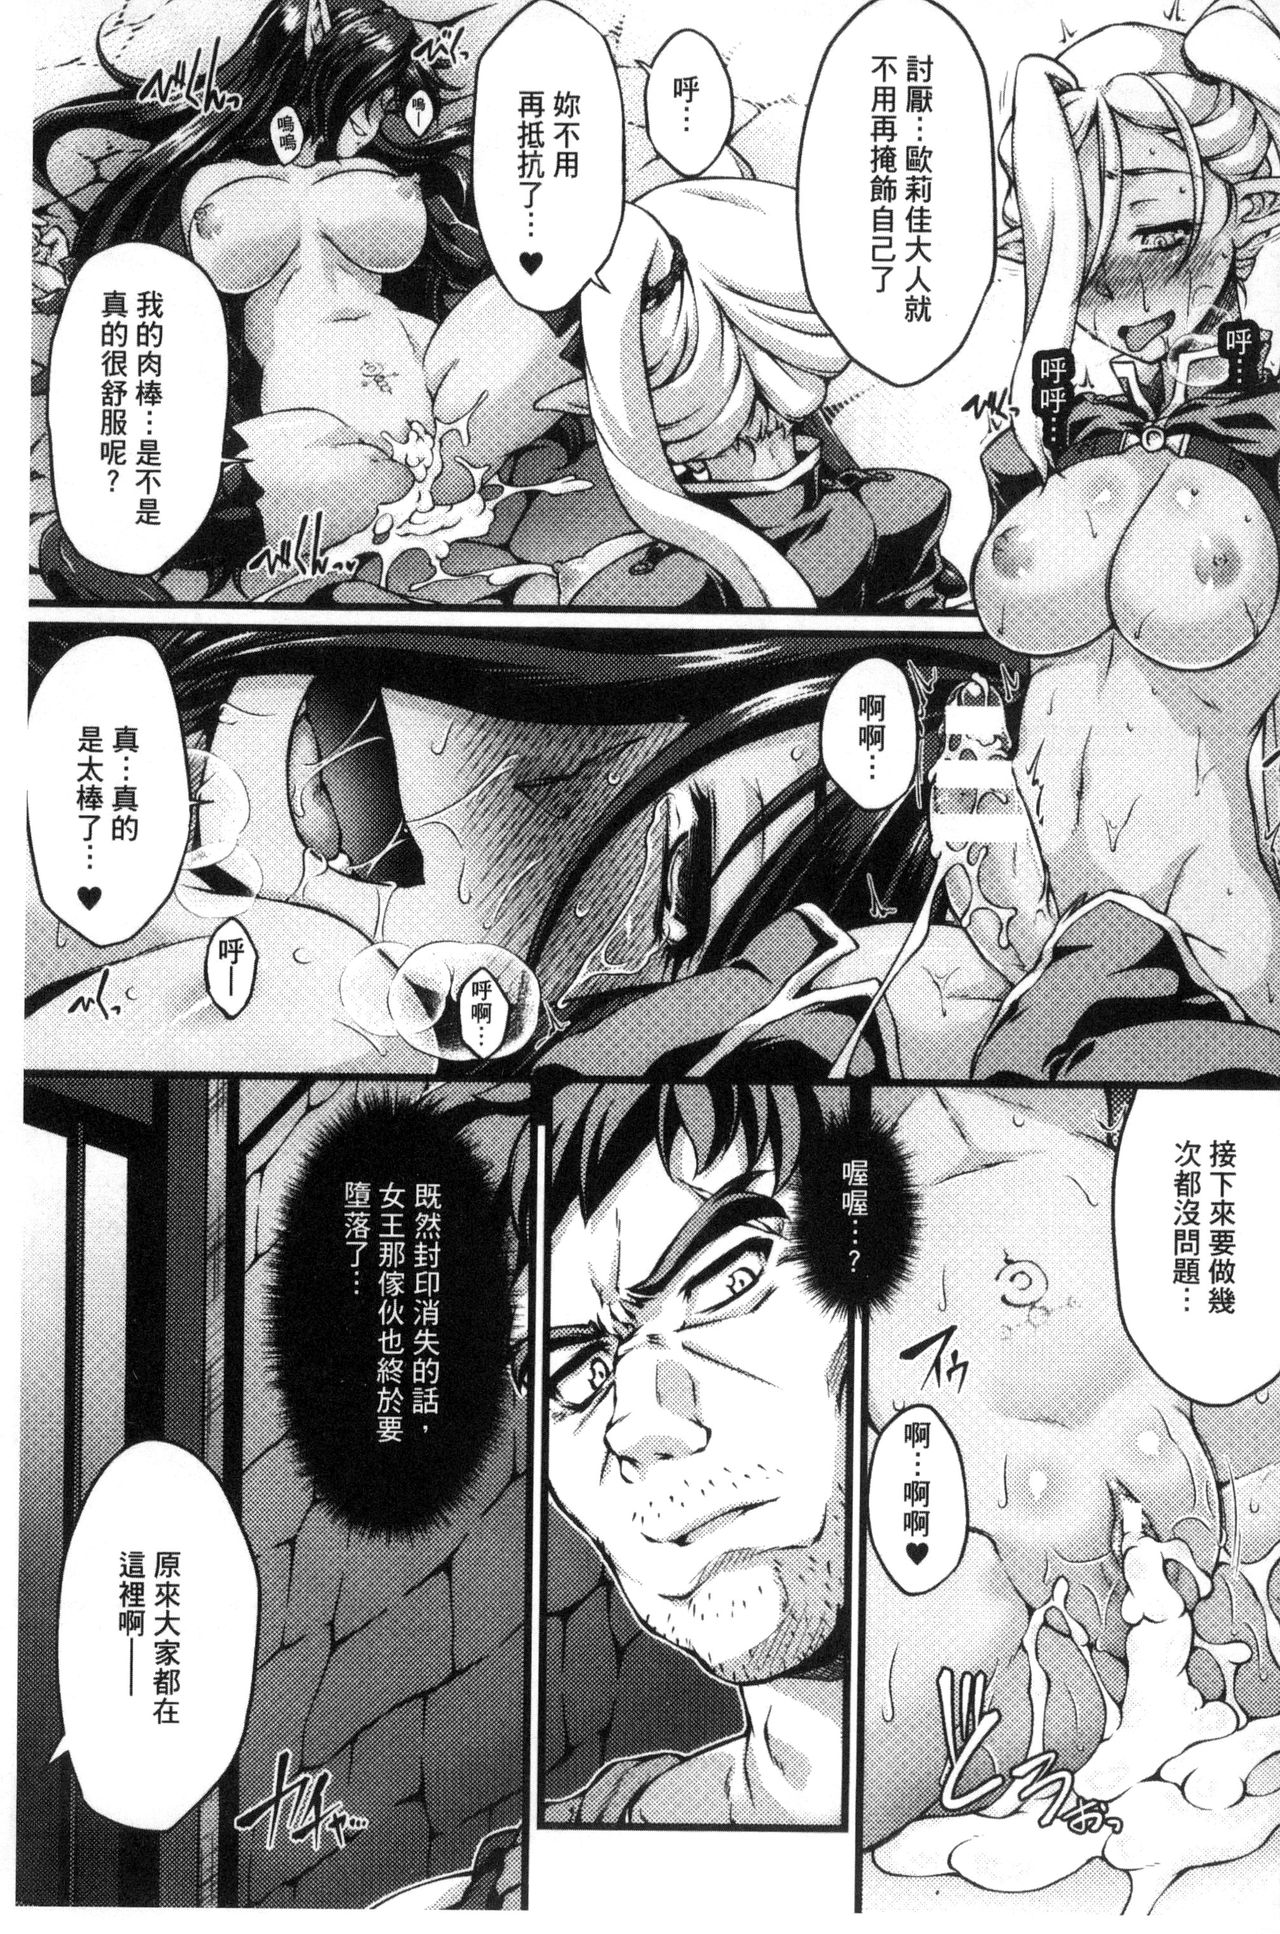 討厭…歐莉佳大人就
不用再掩飾自己了
呼…
呼呼…
呼…
妳不用
再抵抗了…♥
嗚ー
嗚嗚
我的肉棒…是不是
真的很舒服呢？
啊啊…
真…真的
是太棒了…♥
呼ー
呼啊…
接下來要做幾
次都沒問題…
啊…啊啊♥
喔喔…？
既然封印消失的話，
女王那傢伙也終於要
墮落了…
ガチャ…
原來大家都在
這裡啊──